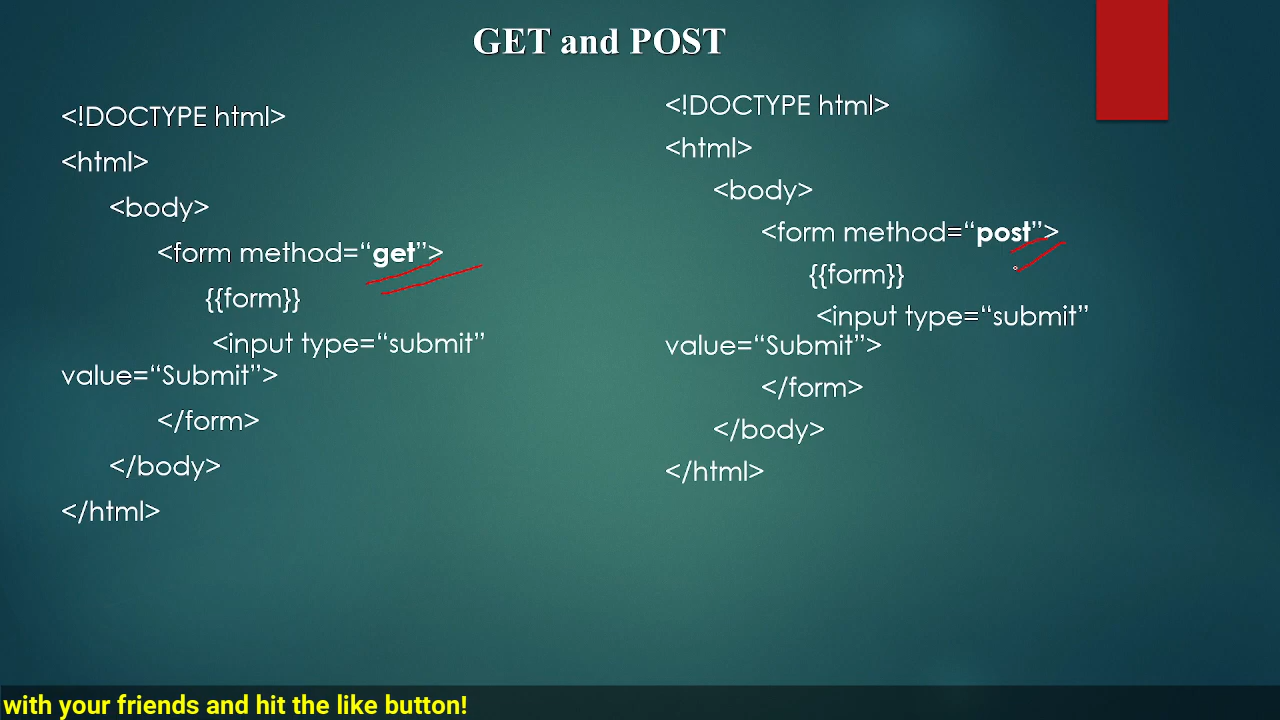 GET and POST
<!DOCTYPE html>
<html>
<body>
<form method=“get”>
{{form}}
<input type=“submit”
value=“Submit”>
</form>
</body>
</html>
<!DOCTYPE html>
<html>
<body>
<form method=“post”>
{{form}}
<input type=“submit”
value=“Submit”>
</form>
</body>
</html>
with your friends and hit the like button!